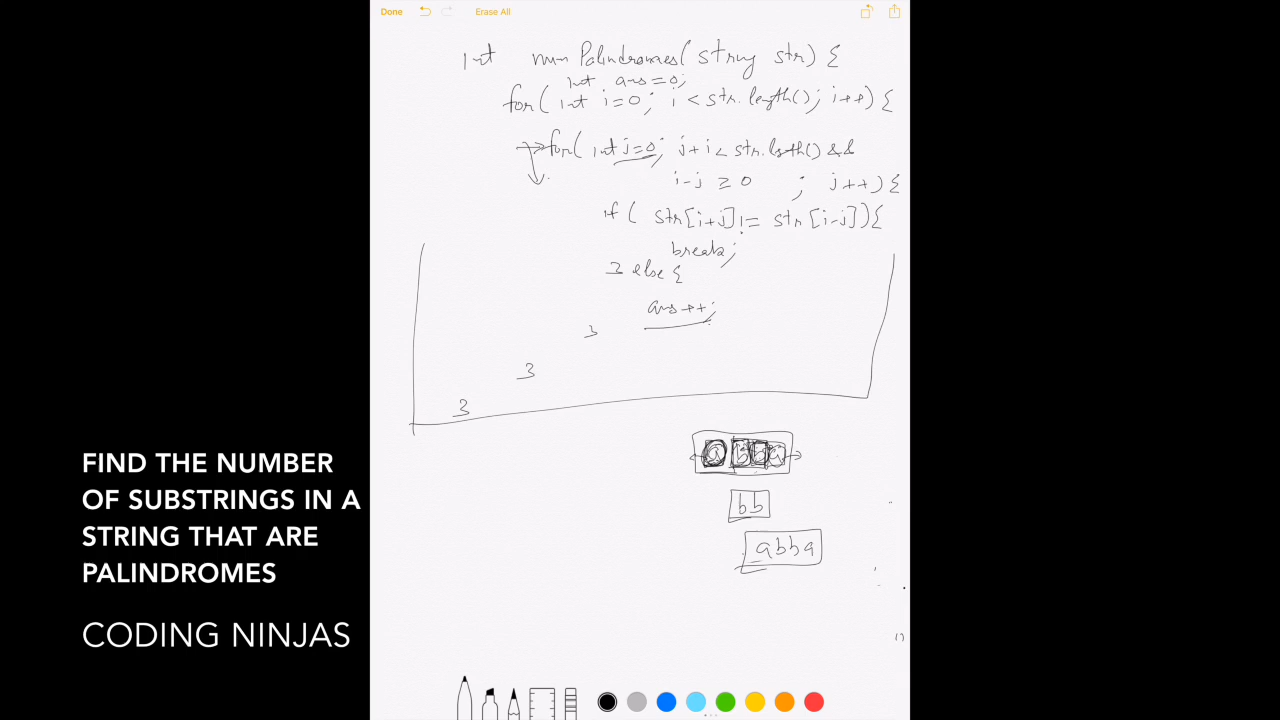 Done
Erase All
int numPalindromes(string str) {
int ans=0;
for( int i=0; i < str.length(); i++) {
for( int j=0; j+i < str.lgth() &&
i-j ≥ 0 ; j++) {
if( str[i+j] != str[i-j]){
break;
} else {
ans++;
}
}
}
abba
bb
abba
FIND THE NUMBER
OF SUBSTRINGS IN A
STRING THAT ARE
PALINDROMES
CODING NINJAS